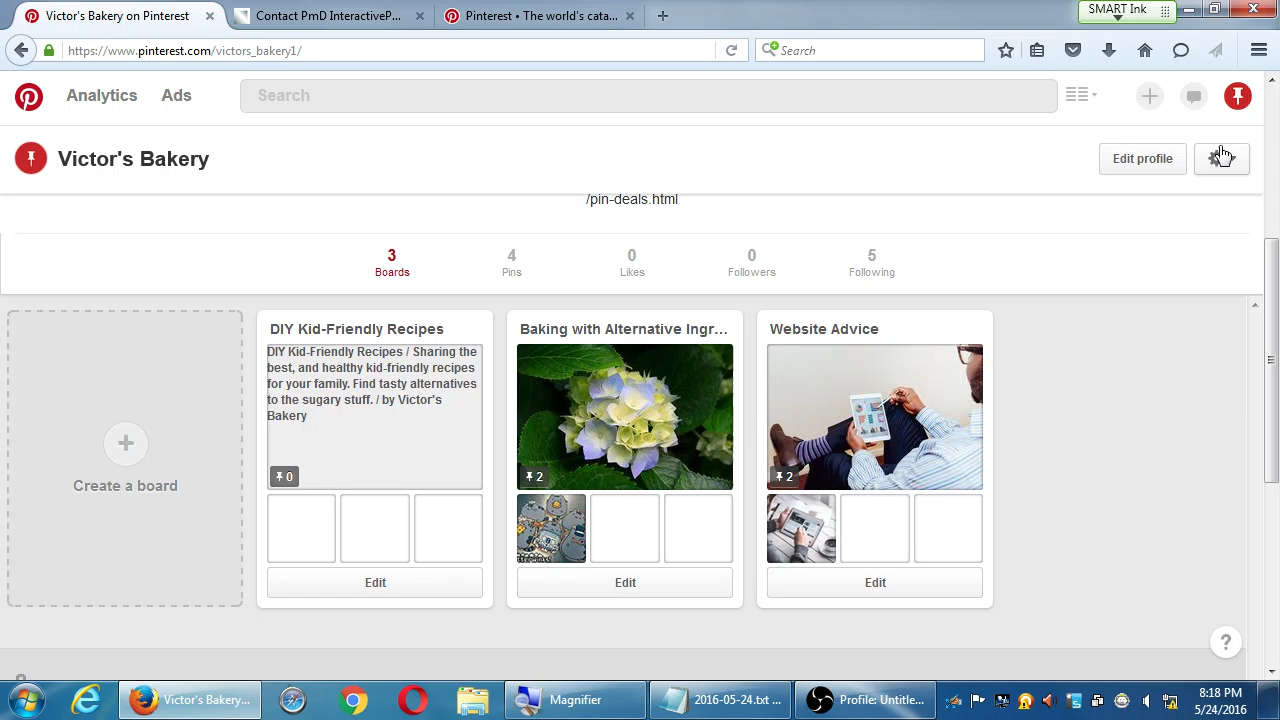 Victor's Bakery on Pinterest
Contact PmD InteractiveP...
Pinterest • The world's cata...
SMART Ink
https://www.pinterest.com/victors_bakery1/
Search
Analytics
Ads
Search
Victor's Bakery
Edit profile
/pin-deals.html
3
Boards
4
Pins
0
Likes
0
Followers
5
Following
Create a board
DIY Kid-Friendly Recipes
DIY Kid-Friendly Recipes / Sharing the
best, and healthy kid-friendly recipes
for your family. Find tasty alternatives
to the sugary stuff. / by Victor's
Bakery
0
Edit
Baking with Alternative Ingr...
2
Edit
Website Advice
2
Edit
?
Victor's Bakery...
Magnifier
2016-05-24.txt ...
Profile: Untitle...
8:18 PM
5/24/2016